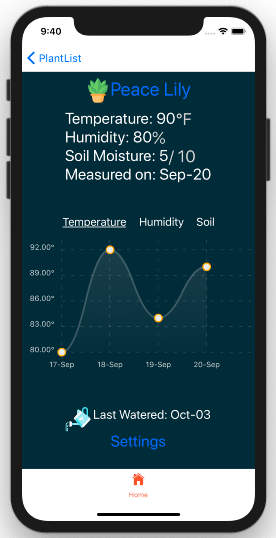 9:40
PlantList
Peace Lily
Temperature: 90°F
Humidity: 80%
Soil Moisture: 5/ 10
Measured on: Sep-20
Temperature Humidity Soil
92.00°
89.00°
86.00°
83.00°
80.00°
17-Sep 18-Sep 19-Sep 20-Sep
Last Watered: Oct-03
Settings
Home